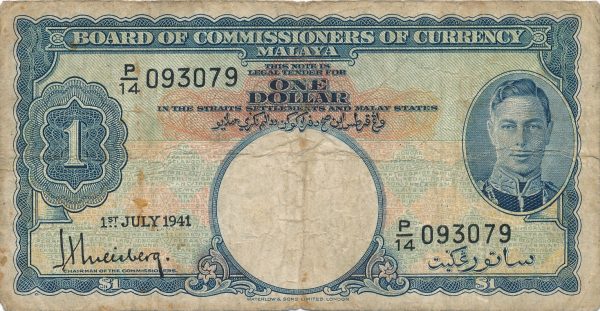 BOARD OF COMMISSIONERS OF CURRENCY
MALAYA
THIS NOTE IS
LEGAL TENDER FOR
ONE
DOLLAR
IN THE STRAITS SETTLEMENTS AND MALAY STATES
P/14 093079
1
1ST JULY 1941
P/14 093079
CHAIRMAN OF THE COMMISSIONERS.
$1
$1
WATERLOW & SONS LIMITED, LONDON